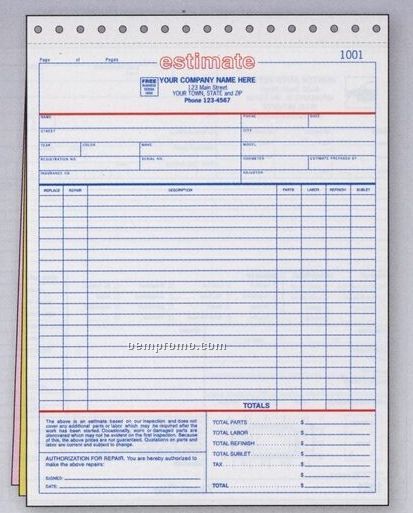 Page of Pages
estimate
1001
FREE BUSINESS TERMS HERE
YOUR COMPANY NAME HERE
123 Main Street
YOUR TOWN, STATE and ZIP
Phone 123-4567
NAME PHONE DATE
STREET CITY
YEAR COLOR MAKE MODEL
REGISTRATION NO. SERIAL NO. ODOMETER ESTIMATE PREPARED BY
INSURANCE CO. ADJUSTOR
REPLACE REPAIR DESCRIPTION PARTS LABOR REFINISH SUBLET
oempromo.com
TOTALS
The above is an estimate based on our inspection and does not
cover any additional parts or labor which may be required after the
work has been started. Occasionally, worn or damaged parts are
discovered which may not be evident on the first inspection. Because
of this, the above prices are not guaranteed. Quotations on parts and
labor are current and subject to change.
AUTHORIZATION FOR REPAIR. You are hereby authorized to
make the above repairs:
SIGNED:
DATE:
TOTAL PARTS $
TOTAL LABOR $
TOTAL REFINISH $
TOTAL SUBLET $
TAX $
TOTAL $